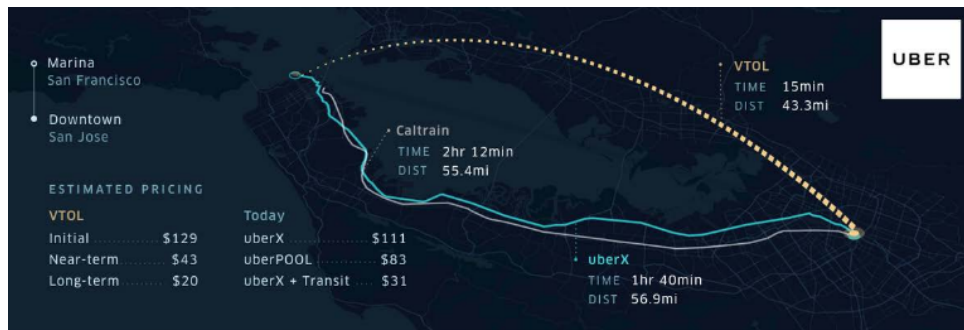 Marina
San Francisco
Downtown
San Jose
ESTIMATED PRICING
VTOL
Initial .......... $129
Near-term ..... $43
Long-term ..... $20
Today
uberX .............. $111
uberPOOL ........ $83
uberX + Transit .... $31
Caltrain
TIME 2hr 12min
DIST 55.4mi
uberX
TIME 1hr 40min
DIST 56.9mi
VTOL
TIME 15min
DIST 43.3mi
UBER